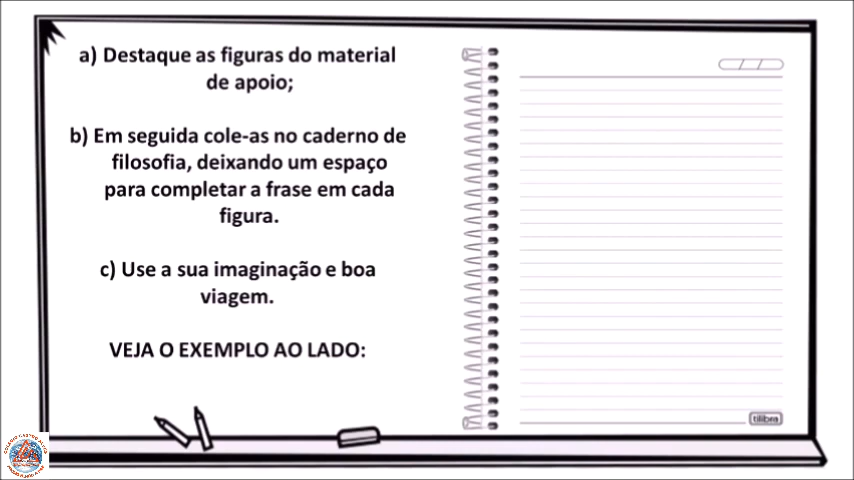 a) Destaque as figuras do material
de apoio;
b) Em seguida cole-as no caderno de
filosofia, deixando um espaço
para completar a frase em cada
figura.
c) Use a sua imaginação e boa
viagem.
VEJA O EXEMPLO AO LADO:
tilibra